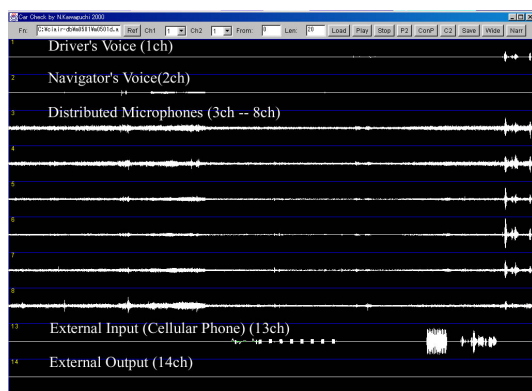 Car Check by N.Kawaguchi 2000
Fn: Ref Ch1 1 Ch2 1 From: 0 Len: 20 Load Play Stop P2 ConP C2 Save Wide Narr
1
Driver's Voice (1ch)
2
Navigator's Voice(2ch)
3
Distributed Microphones (3ch -- 8ch)
4
5
6
7
8
13
External Input (Cellular Phone) (13ch)
14
External Output (14ch)